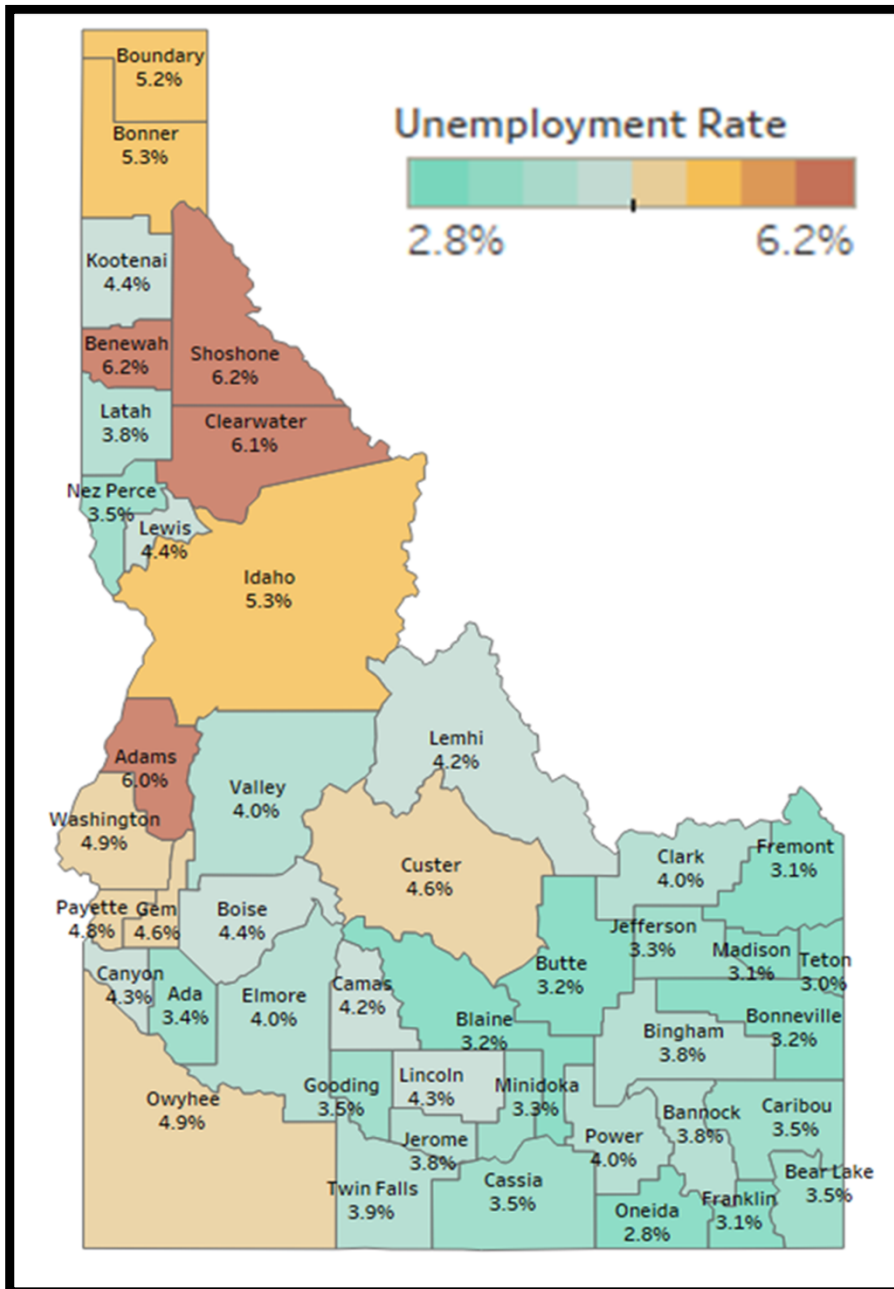 Boundary
5.2%
Bonner
5.3%
Unemployment Rate
2.8%
6.2%
Kootenai
4.4%
Benewah
6.2%
Shoshone
6.2%
Latah
3.8%
Clearwater
6.1%
Nez Perce
3.5%
Lewis
4.4%
Idaho
5.3%
Adams
6.0%
Lemhi
4.2%
Valley
4.0%
Washington
4.9%
Custer
4.6%
Clark
4.0%
Fremont
3.1%
Payette
4.8%
Gem
4.6%
Boise
4.4%
Jefferson
3.3%
Madison
3.1%
Teton
3.0%
Canyon
4.3%
Ada
3.4%
Elmore
4.0%
Camas
4.2%
Butte
3.2%
Blaine
3.2%
Bingham
3.8%
Bonneville
3.2%
Owyhee
4.9%
Gooding
3.5%
Lincoln
4.3%
Minidoka
3.3%
Jerome
3.8%
Power
4.0%
Bannock
3.8%
Caribou
3.5%
Twin Falls
3.9%
Cassia
3.5%
Oneida
2.8%
Franklin
3.1%
Bear Lake
3.5%